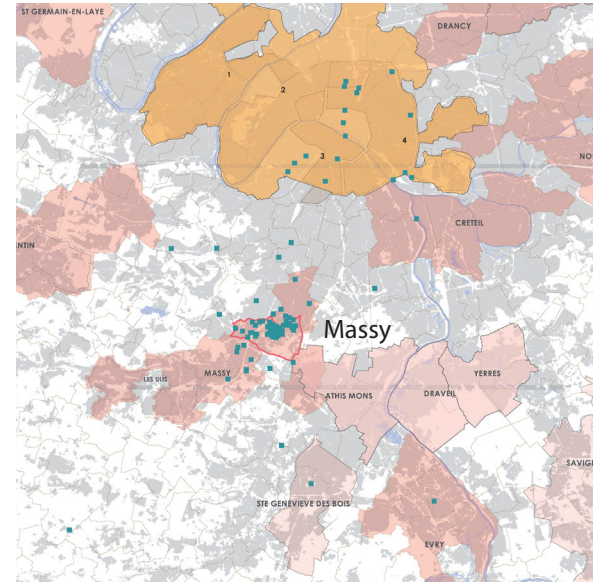 ST GERMAIN-EN-LAYE
DRANCY
1
2
3
4
NO
ENTIN
CRETEIL
Massy
MASSY
LES ULIS
ATHIS MONS
DRAVEIL
YERRES
SAVIG
STE GENEVIEVE DES BOIS
EVRY